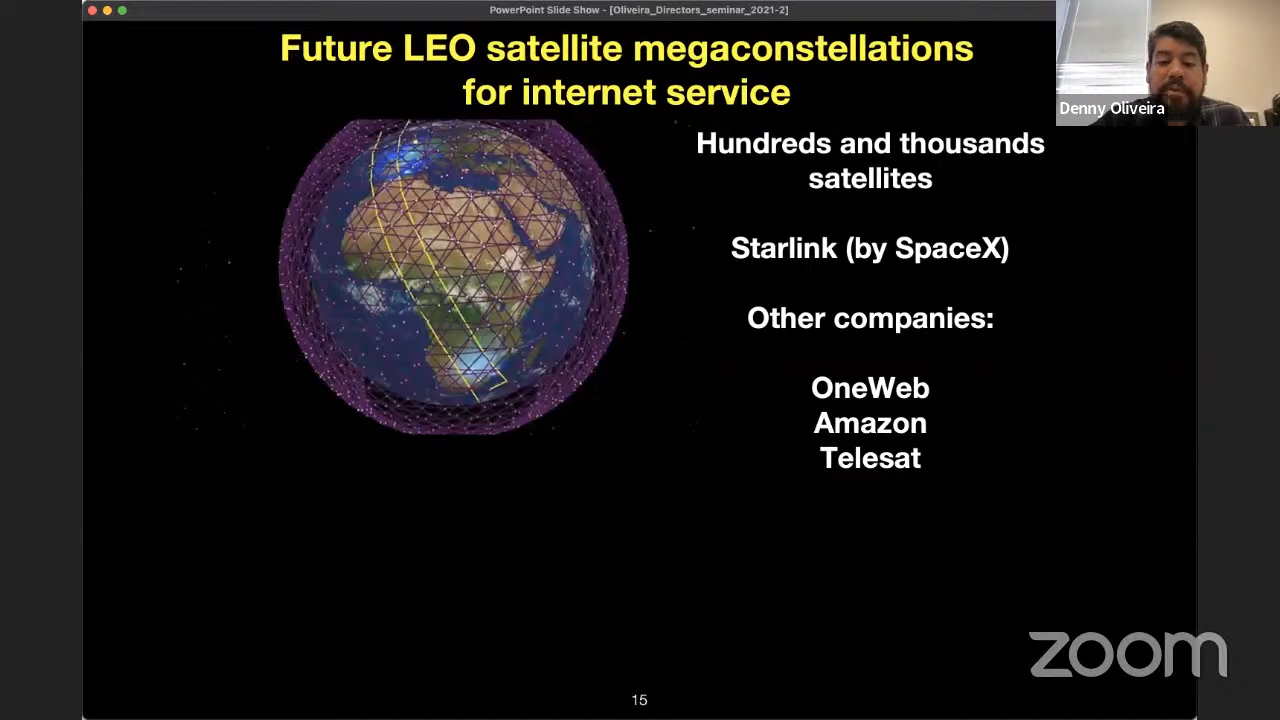 PowerPoint Slide Show - [Oliveira_Directors_seminar_2021-2]
Future LEO satellite megaconstellations
for internet service
Denny Oliveira
Hundreds and thousands
satellites
Starlink (by SpaceX)
Other companies:
OneWeb
Amazon
Telesat
zoom
15